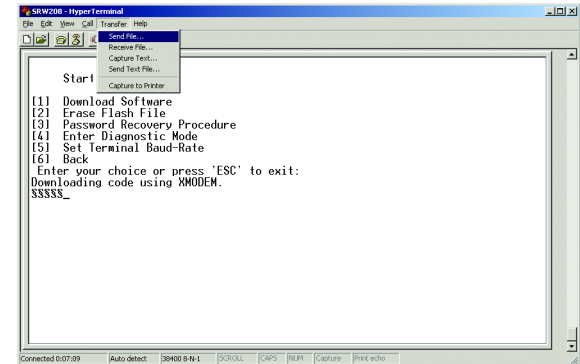 SRW208 - HyperTerminal
File Edit View Call Transfer Help
Send File...
Receive File...
Capture Text...
Send Text File...
Capture to Printer
Start
[1] Download Software
[2] Erase Flash File
[3] Password Recovery Procedure
[4] Enter Diagnostic Mode
[5] Set Terminal Baud-Rate
[6] Back
Enter your choice or press 'ESC' to exit:
Downloading code using XMODEM.
§§§§§_
Connected 0:07:09 Auto detect 38400 8-N-1 SCROLL CAPS NUM Capture Print echo